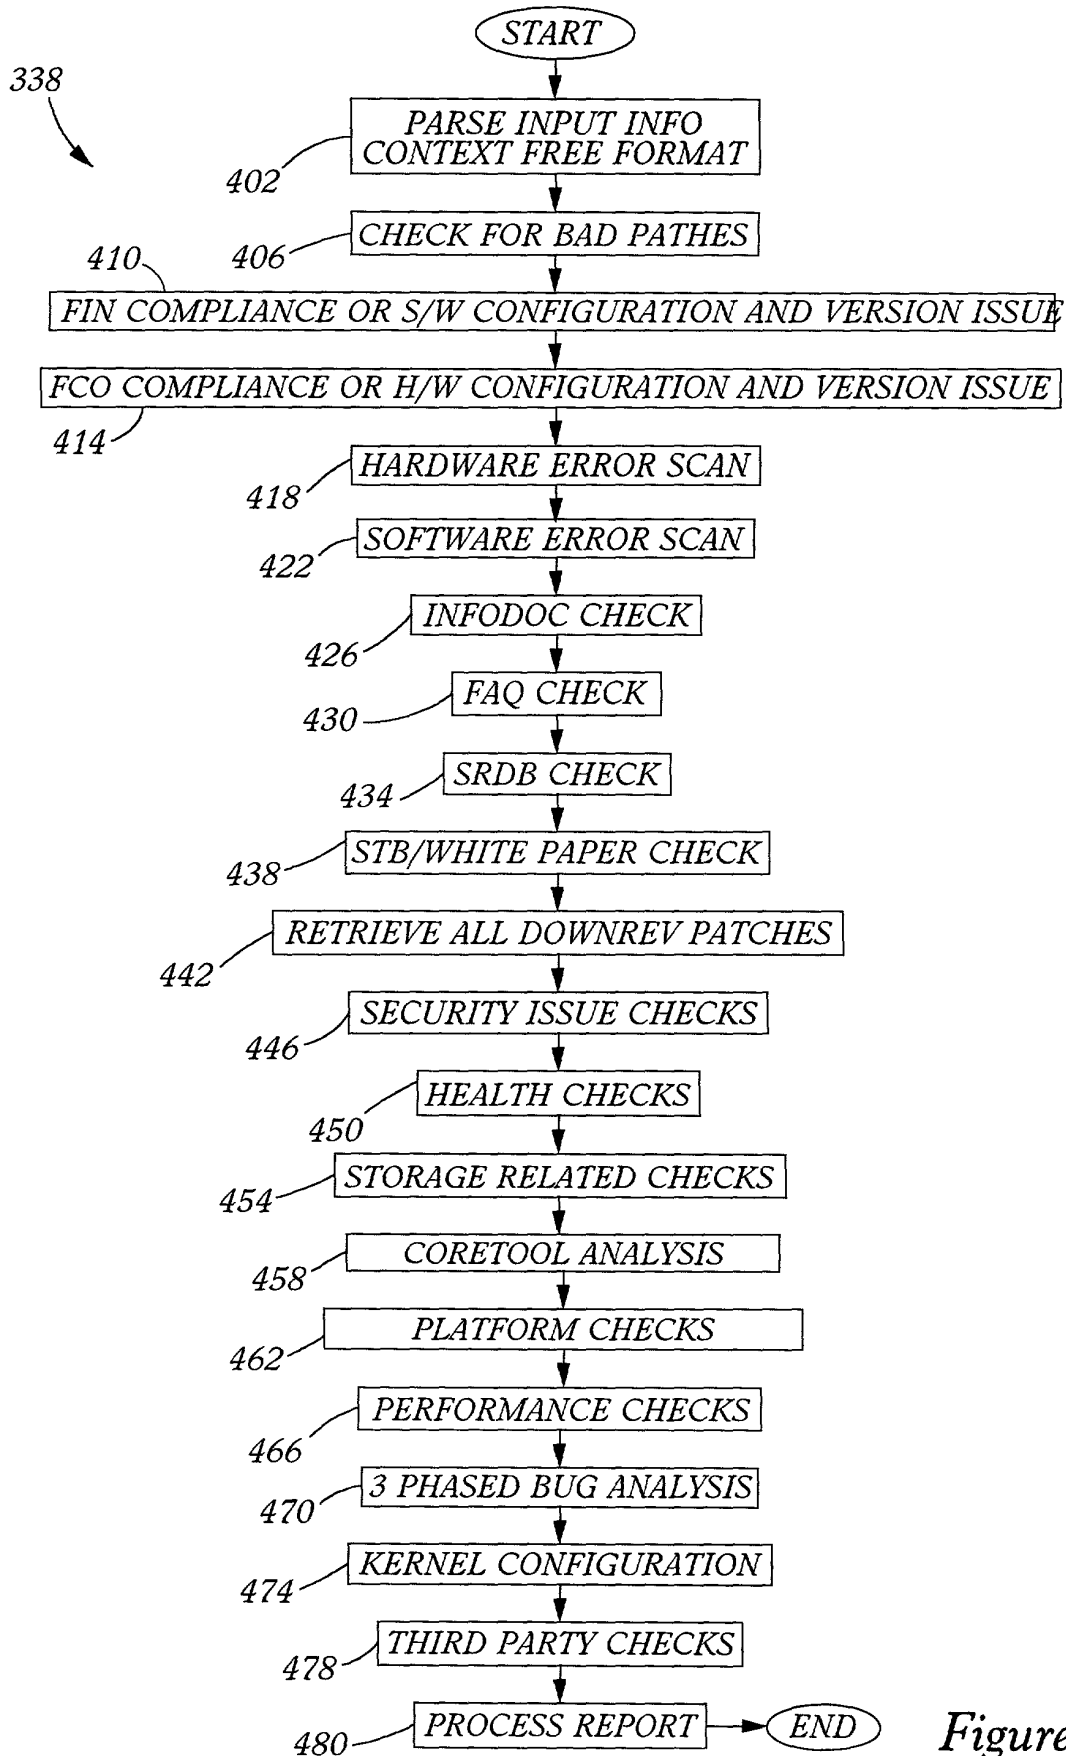 START
338
PARSE INPUT INFO
CONTEXT FREE FORMAT
402
CHECK FOR BAD PATHES
406
410
FIN COMPLIANCE OR S/W CONFIGURATION AND VERSION ISSUE
FCO COMPLIANCE OR H/W CONFIGURATION AND VERSION ISSUE
414
HARDWARE ERROR SCAN
418
SOFTWARE ERROR SCAN
422
INFODOC CHECK
426
FAQ CHECK
430
SRDB CHECK
434
STB/WHITE PAPER CHECK
438
RETRIEVE ALL DOWNREV PATCHES
442
SECURITY ISSUE CHECKS
446
HEALTH CHECKS
450
STORAGE RELATED CHECKS
454
CORETOOL ANALYSIS
458
PLATFORM CHECKS
462
PERFORMANCE CHECKS
466
3 PHASED BUG ANALYSIS
470
KERNEL CONFIGURATION
474
THIRD PARTY CHECKS
478
PROCESS REPORT
480
END
Figure